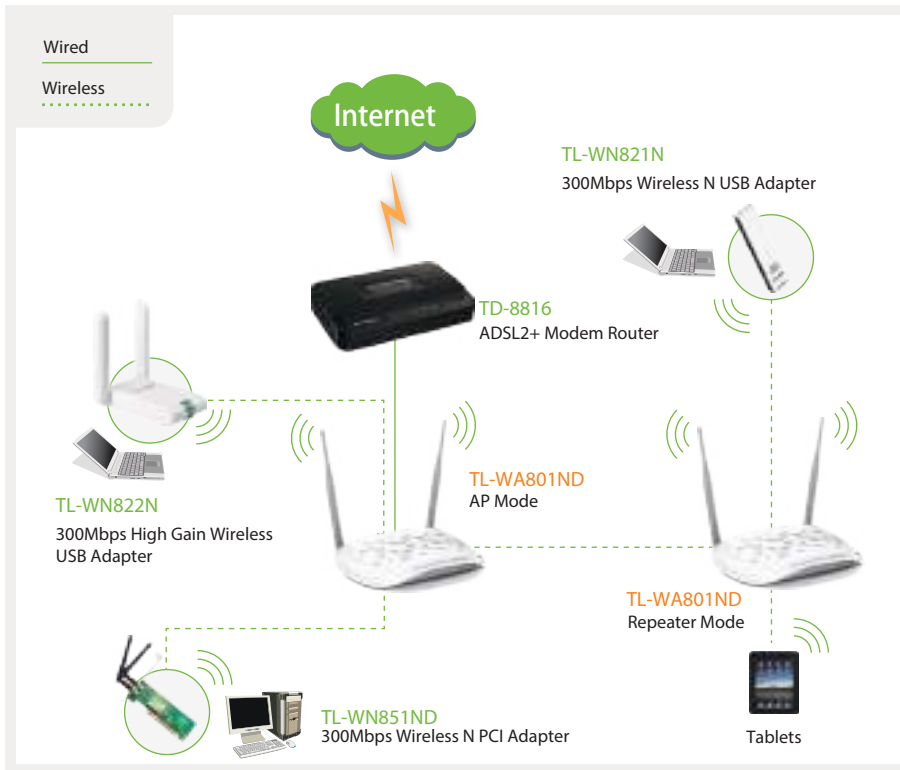 Wired
Wireless
Internet
TL-WN821N
300Mbps Wireless N USB Adapter
TD-8816
ADSL2+ Modem Router
TL-WA801ND
AP Mode
TL-WN822N
300Mbps High Gain Wireless
USB Adapter
TL-WA801ND
Repeater Mode
TL-WN851ND
300Mbps Wireless N PCI Adapter
Tablets